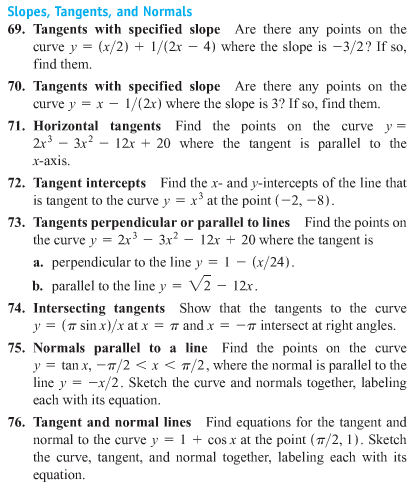 Slopes, Tangents, and Normals
69. Tangents with specified slope Are there any points on the
curve y = (x/2) + 1/(2x − 4) where the slope is −3/2? If so,
find them.
70. Tangents with specified slope Are there any points on the
curve y = x − 1/(2x) where the slope is 3? If so, find them.
71. Horizontal tangents Find the points on the curve y =
2x³ − 3x² − 12x + 20 where the tangent is parallel to the
x-axis.
72. Tangent intercepts Find the x- and y-intercepts of the line that
is tangent to the curve y = x³ at the point (−2, −8).
73. Tangents perpendicular or parallel to lines Find the points on
the curve y = 2x³ − 3x² − 12x + 20 where the tangent is
a. perpendicular to the line y = 1 − (x/24).
b. parallel to the line y = √2 − 12x.
74. Intersecting tangents Show that the tangents to the curve
y = (π sin x)/x at x = π and x = −π intersect at right angles.
75. Normals parallel to a line Find the points on the curve
y = tan x, −π/2 < x < π/2, where the normal is parallel to the
line y = −x/2. Sketch the curve and normals together, labeling
each with its equation.
76. Tangent and normal lines Find equations for the tangent and
normal to the curve y = 1 + cos x at the point (π/2, 1). Sketch
the curve, tangent, and normal together, labeling each with its
equation.